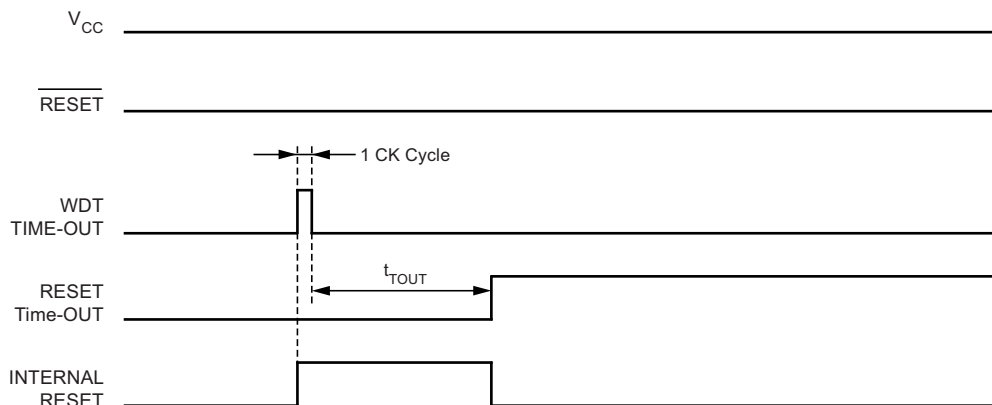 VCC
RESET
1 CK Cycle
WDT
TIME-OUT
tTOUT
RESET
Time-OUT
INTERNAL
RESET